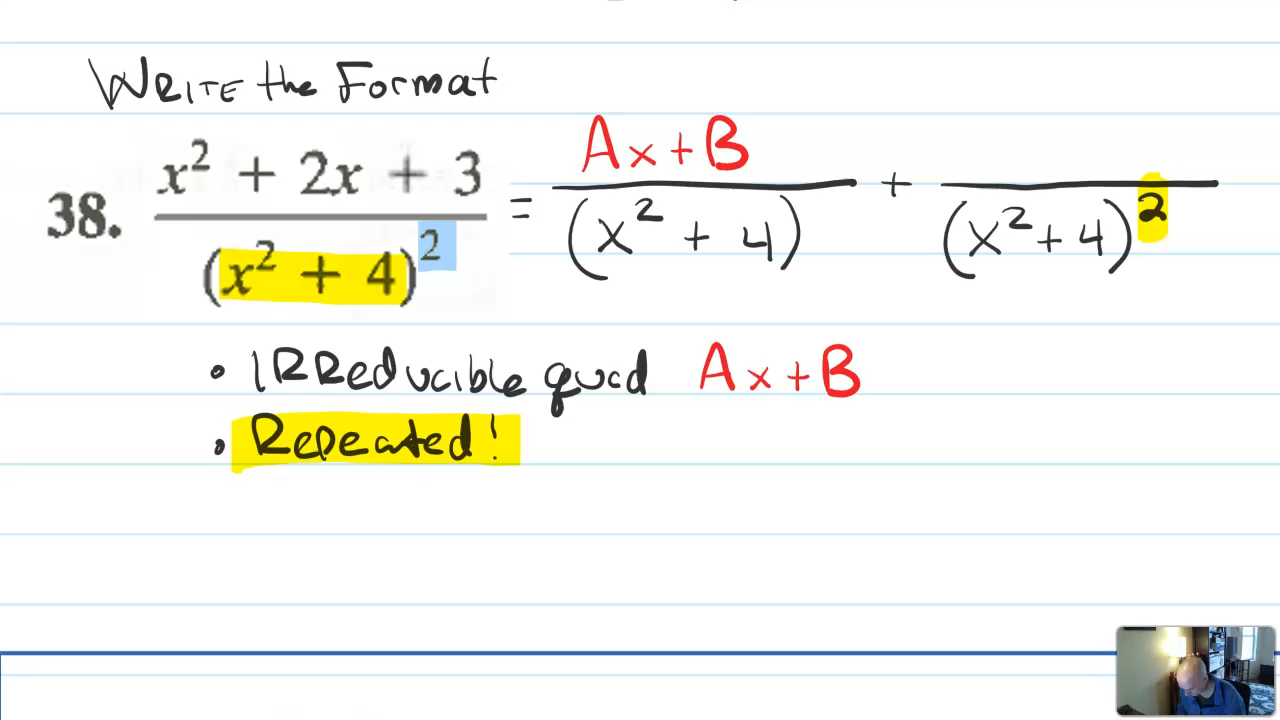 WRITE the Format
38. x² + 2x + 3 / (x² + 4)² = Ax + B / (x² + 4) + / (x² + 4)²
• IRReducible quad Ax + B
• Repeated!